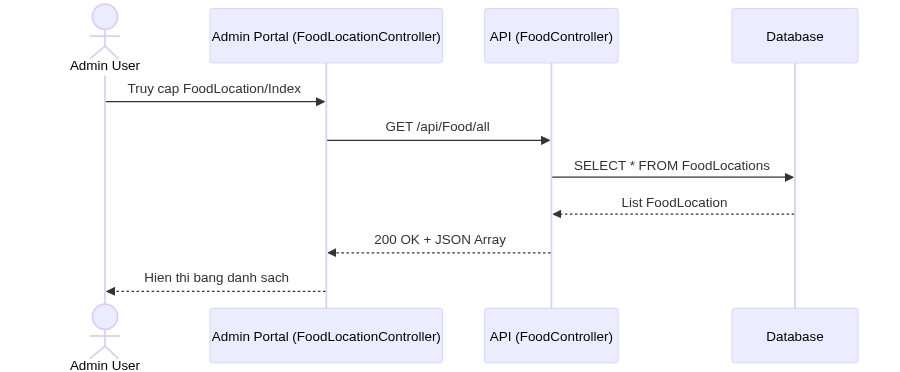 Admin User
Admin Portal (FoodLocationController)
API (FoodController)
Database
Truy cap FoodLocation/Index
GET /api/Food/all
SELECT * FROM FoodLocations
List FoodLocation
200 OK + JSON Array
Hien thi bang danh sach
Admin User
Admin Portal (FoodLocationController)
API (FoodController)
Database